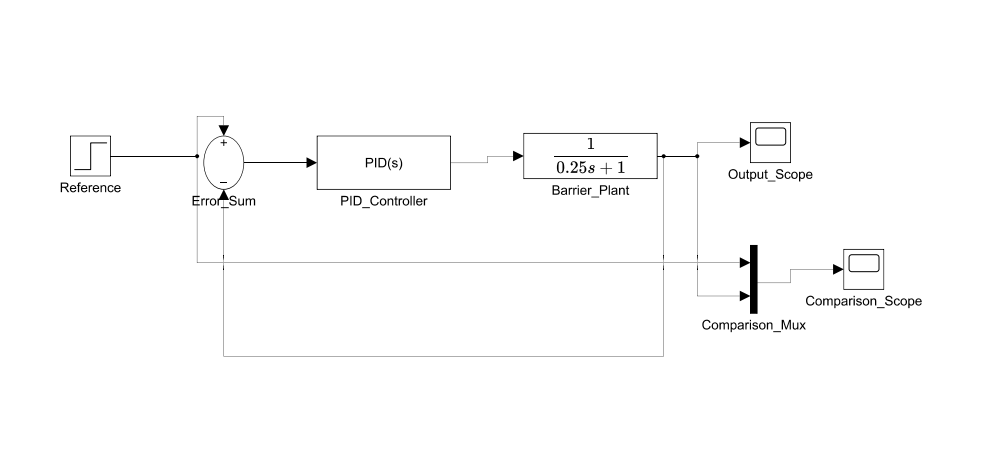 Reference
+
−
Error_Sum
PID(s)
PID_Controller
1
0.25s + 1
Barrier_Plant
Output_Scope
Comparison_Mux
Comparison_Scope